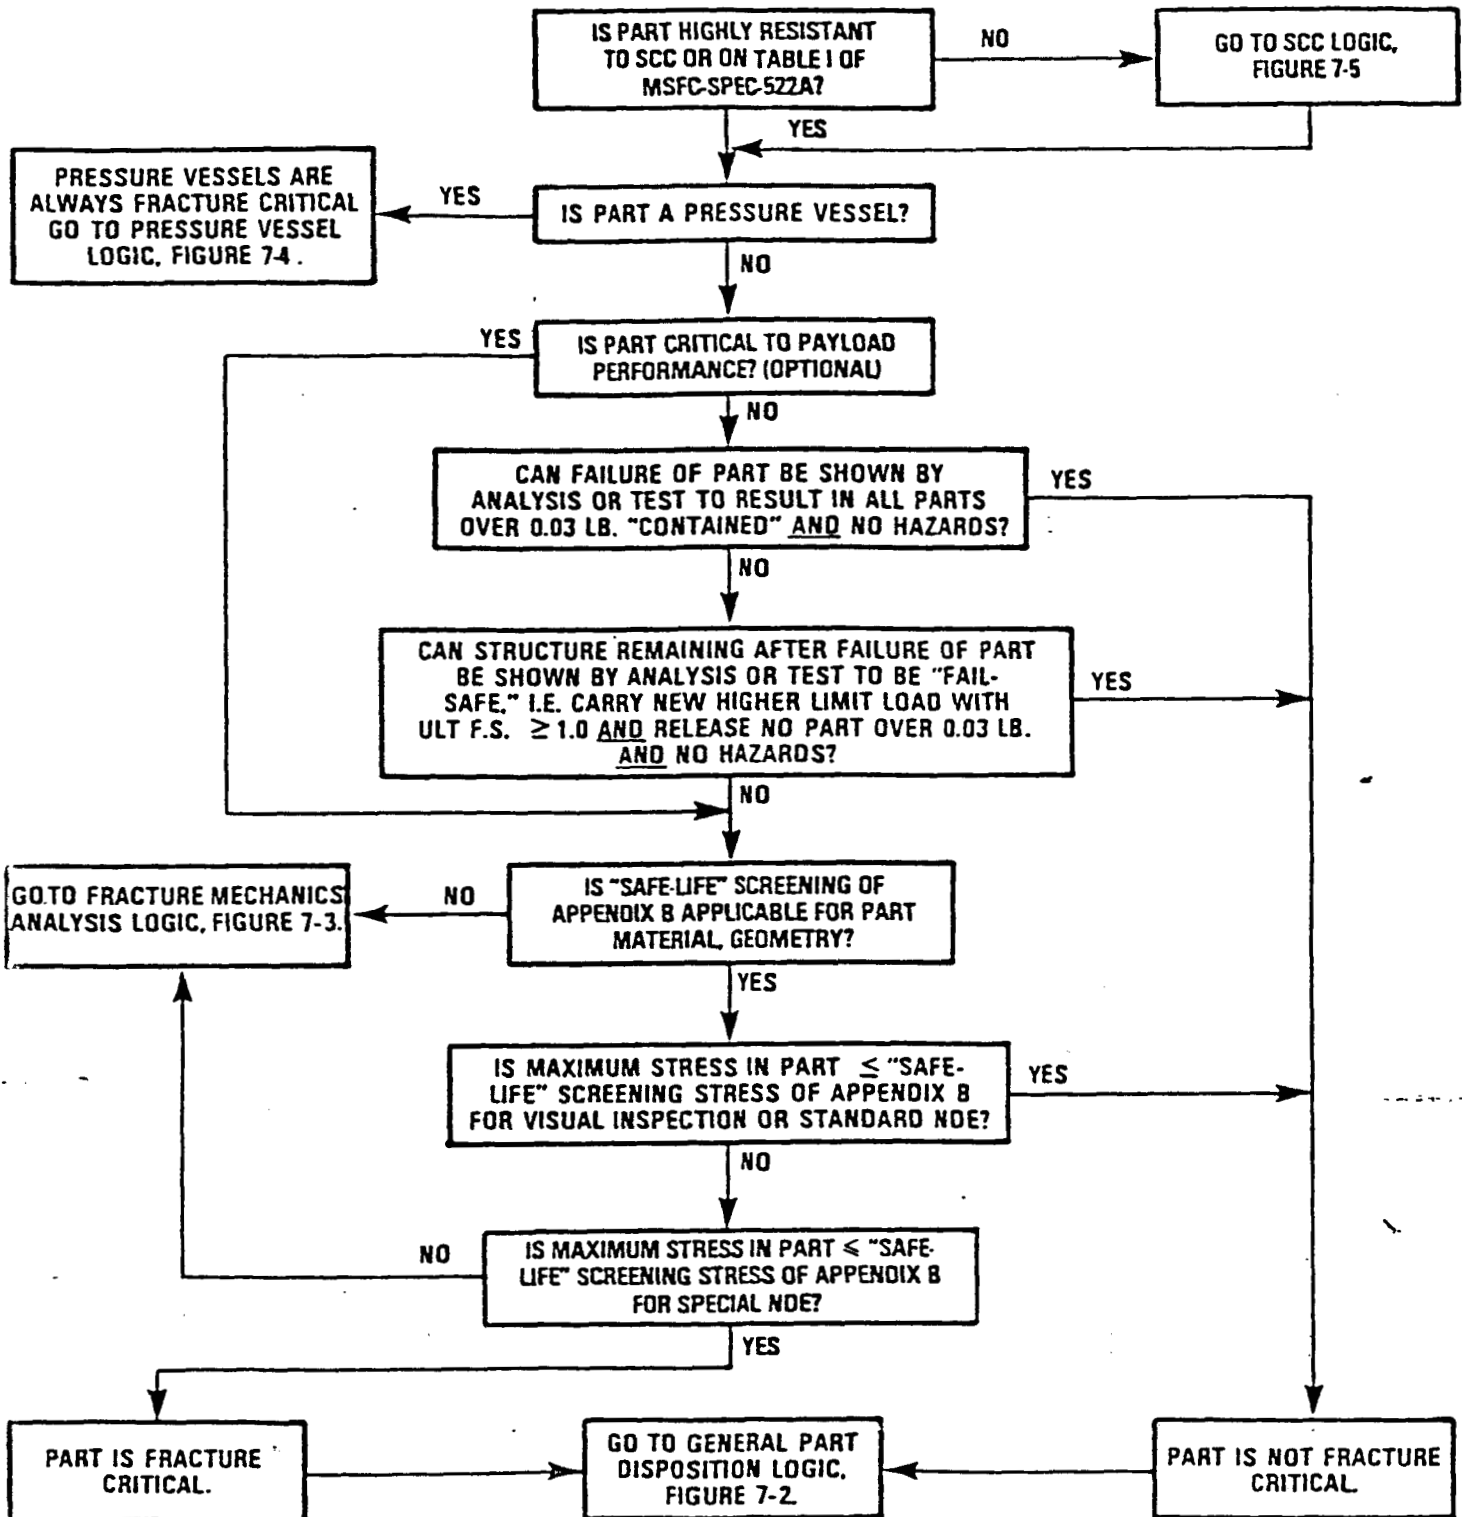 IS PART HIGHLY RESISTANT
TO SCC OR ON TABLE I OF
MSFC-SPEC-522A?
NO
GO TO SCC LOGIC,
FIGURE 7-5
YES
PRESSURE VESSELS ARE
ALWAYS FRACTURE CRITICAL
GO TO PRESSURE VESSEL
LOGIC, FIGURE 7-4.
YES
IS PART A PRESSURE VESSEL?
NO
YES
IS PART CRITICAL TO PAYLOAD
PERFORMANCE? (OPTIONAL)
NO
CAN FAILURE OF PART BE SHOWN BY
ANALYSIS OR TEST TO RESULT IN ALL PARTS
OVER 0.03 LB. "CONTAINED" AND NO HAZARDS?
YES
NO
CAN STRUCTURE REMAINING AFTER FAILURE OF PART
BE SHOWN BY ANALYSIS OR TEST TO BE "FAIL-
SAFE," I.E. CARRY NEW HIGHER LIMIT LOAD WITH
ULT F.S. ≥ 1.0 AND RELEASE NO PART OVER 0.03 LB.
AND NO HAZARDS?
YES
NO
GO TO FRACTURE MECHANICS
ANALYSIS LOGIC, FIGURE 7-3.
NO
IS "SAFE-LIFE" SCREENING OF
APPENDIX B APPLICABLE FOR PART
MATERIAL, GEOMETRY?
YES
IS MAXIMUM STRESS IN PART ≤ "SAFE-
LIFE" SCREENING STRESS OF APPENDIX B
FOR VISUAL INSPECTION OR STANDARD NDE?
YES
NO
NO
IS MAXIMUM STRESS IN PART ⩽ "SAFE-
LIFE" SCREENING STRESS OF APPENDIX B
FOR SPECIAL NDE?
YES
PART IS FRACTURE
CRITICAL.
GO TO GENERAL PART
DISPOSITION LOGIC,
FIGURE 7-2.
PART IS NOT FRACTURE
CRITICAL.